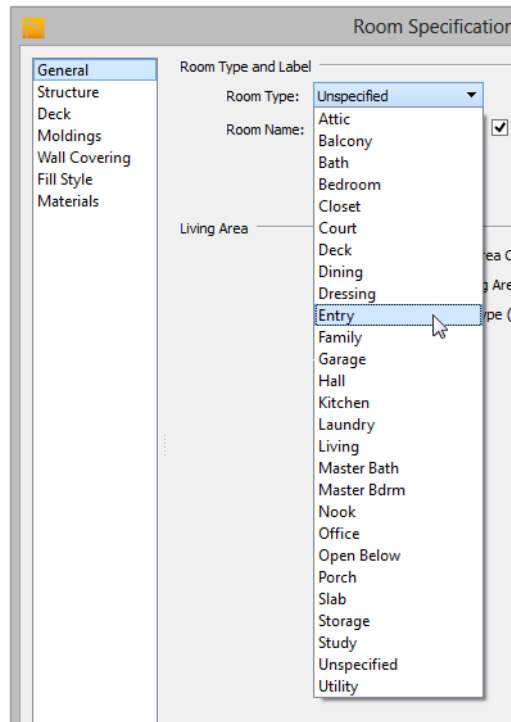 Room Specification
General
Structure
Deck
Moldings
Wall Covering
Fill Style
Materials
Room Type and Label
Room Type: Unspecified
Room Name:
Attic
Balcony
Bath
Bedroom
Closet
Court
Deck
Dining
Dressing
Entry
Family
Garage
Hall
Kitchen
Laundry
Living
Master Bath
Master Bdrm
Nook
Office
Open Below
Porch
Slab
Storage
Study
Unspecified
Utility
Living Area